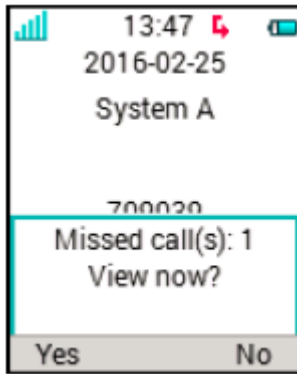 13:47
2016-02-25
System A
Missed call(s): 1
View now?
Yes No